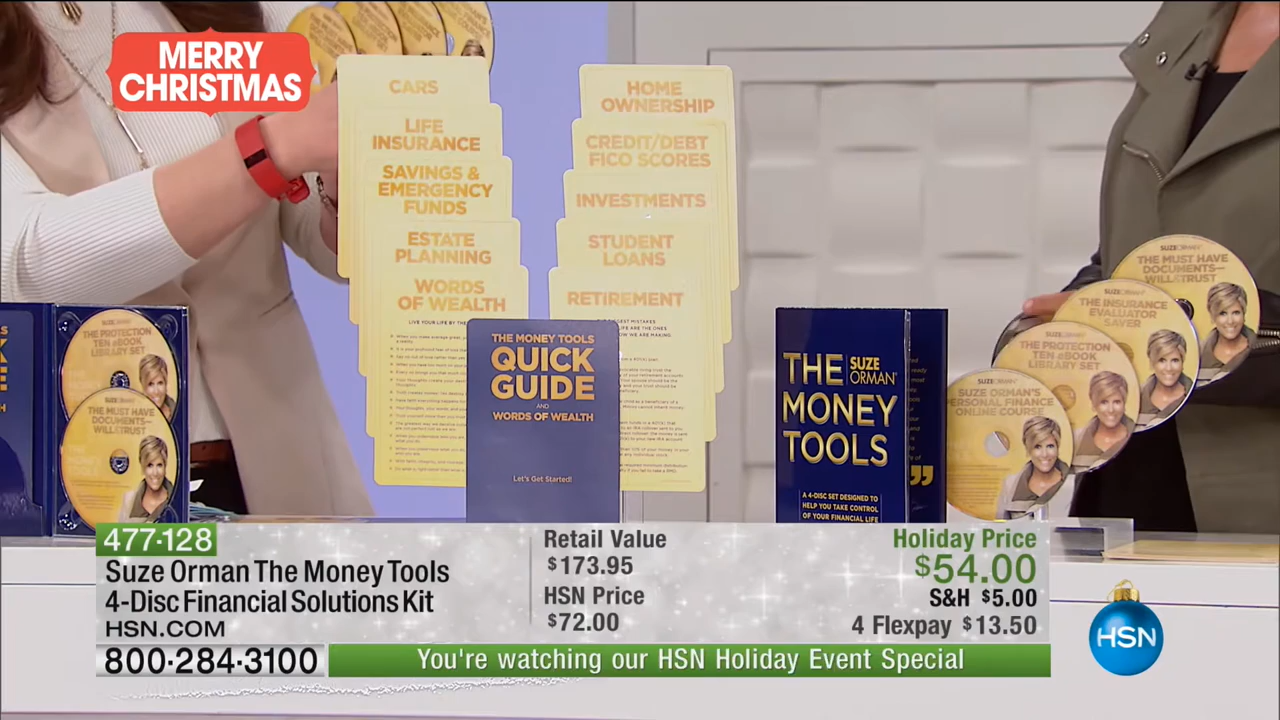 MERRY
CHRISTMAS
CARS
LIFE
INSURANCE
SAVINGS &
EMERGENCY
FUNDS
ESTATE
PLANNING
WORDS
OF WEALTH
LIVE YOUR LIFE BY THE
HOME
OWNERSHIP
CREDIT/DEBT
FICO SCORES
INVESTMENTS
STUDENT
LOANS
RETIREMENT
THE MONEY TOOLS
QUICK
GUIDE
AND
WORDS OF WEALTH
Let's Get Started!
SUZE ORMAN
THE PROTECTION
TEN eBOOK
LIBRARY SET
SUZE ORMAN
THE MUST HAVE
DOCUMENTS—
WILL & TRUST
THE SUZE ORMAN
MONEY
TOOLS
A 4-DISC SET DESIGNED TO
HELP YOU TAKE CONTROL
OF YOUR FINANCIAL LIFE
SUZE ORMAN
THE MUST HAVE
DOCUMENTS—
WILL & TRUST
SUZE ORMAN
THE INSURANCE
EVALUATOR
SAVER
SUZE ORMAN
THE PROTECTION
TEN eBOOK
LIBRARY SET
SUZE ORMAN'S
PERSONAL FINANCE
ONLINE COURSE
477-128
Suze Orman The Money Tools
4-Disc Financial Solutions Kit
HSN.COM
800-284-3100
Retail Value
$173.95
HSN Price
$72.00
Holiday Price
$54.00
S&H $5.00
4 Flexpay $13.50
You're watching our HSN Holiday Event Special
HSN